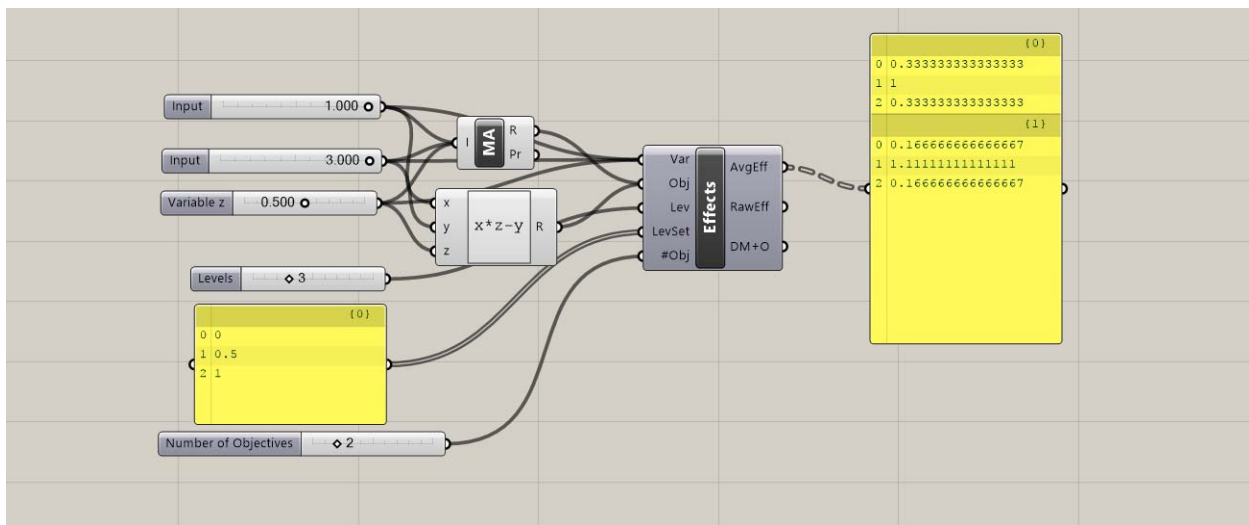 Input 1.000
Input 3.000
Variable z 0.500
MA
I
R
Pr
x
y
z
x*z-y
R
Levels 3
{0}
0 0
1 0.5
2 1
Number of Objectives 2
Var
Obj
Lev
LevSet
#Obj
Effects
AvgEff
RawEff
DM+O
{0}
0 0.333333333333333
1 1
2 0.333333333333333
{1}
0 0.166666666666667
1 1.11111111111111
2 0.166666666666667